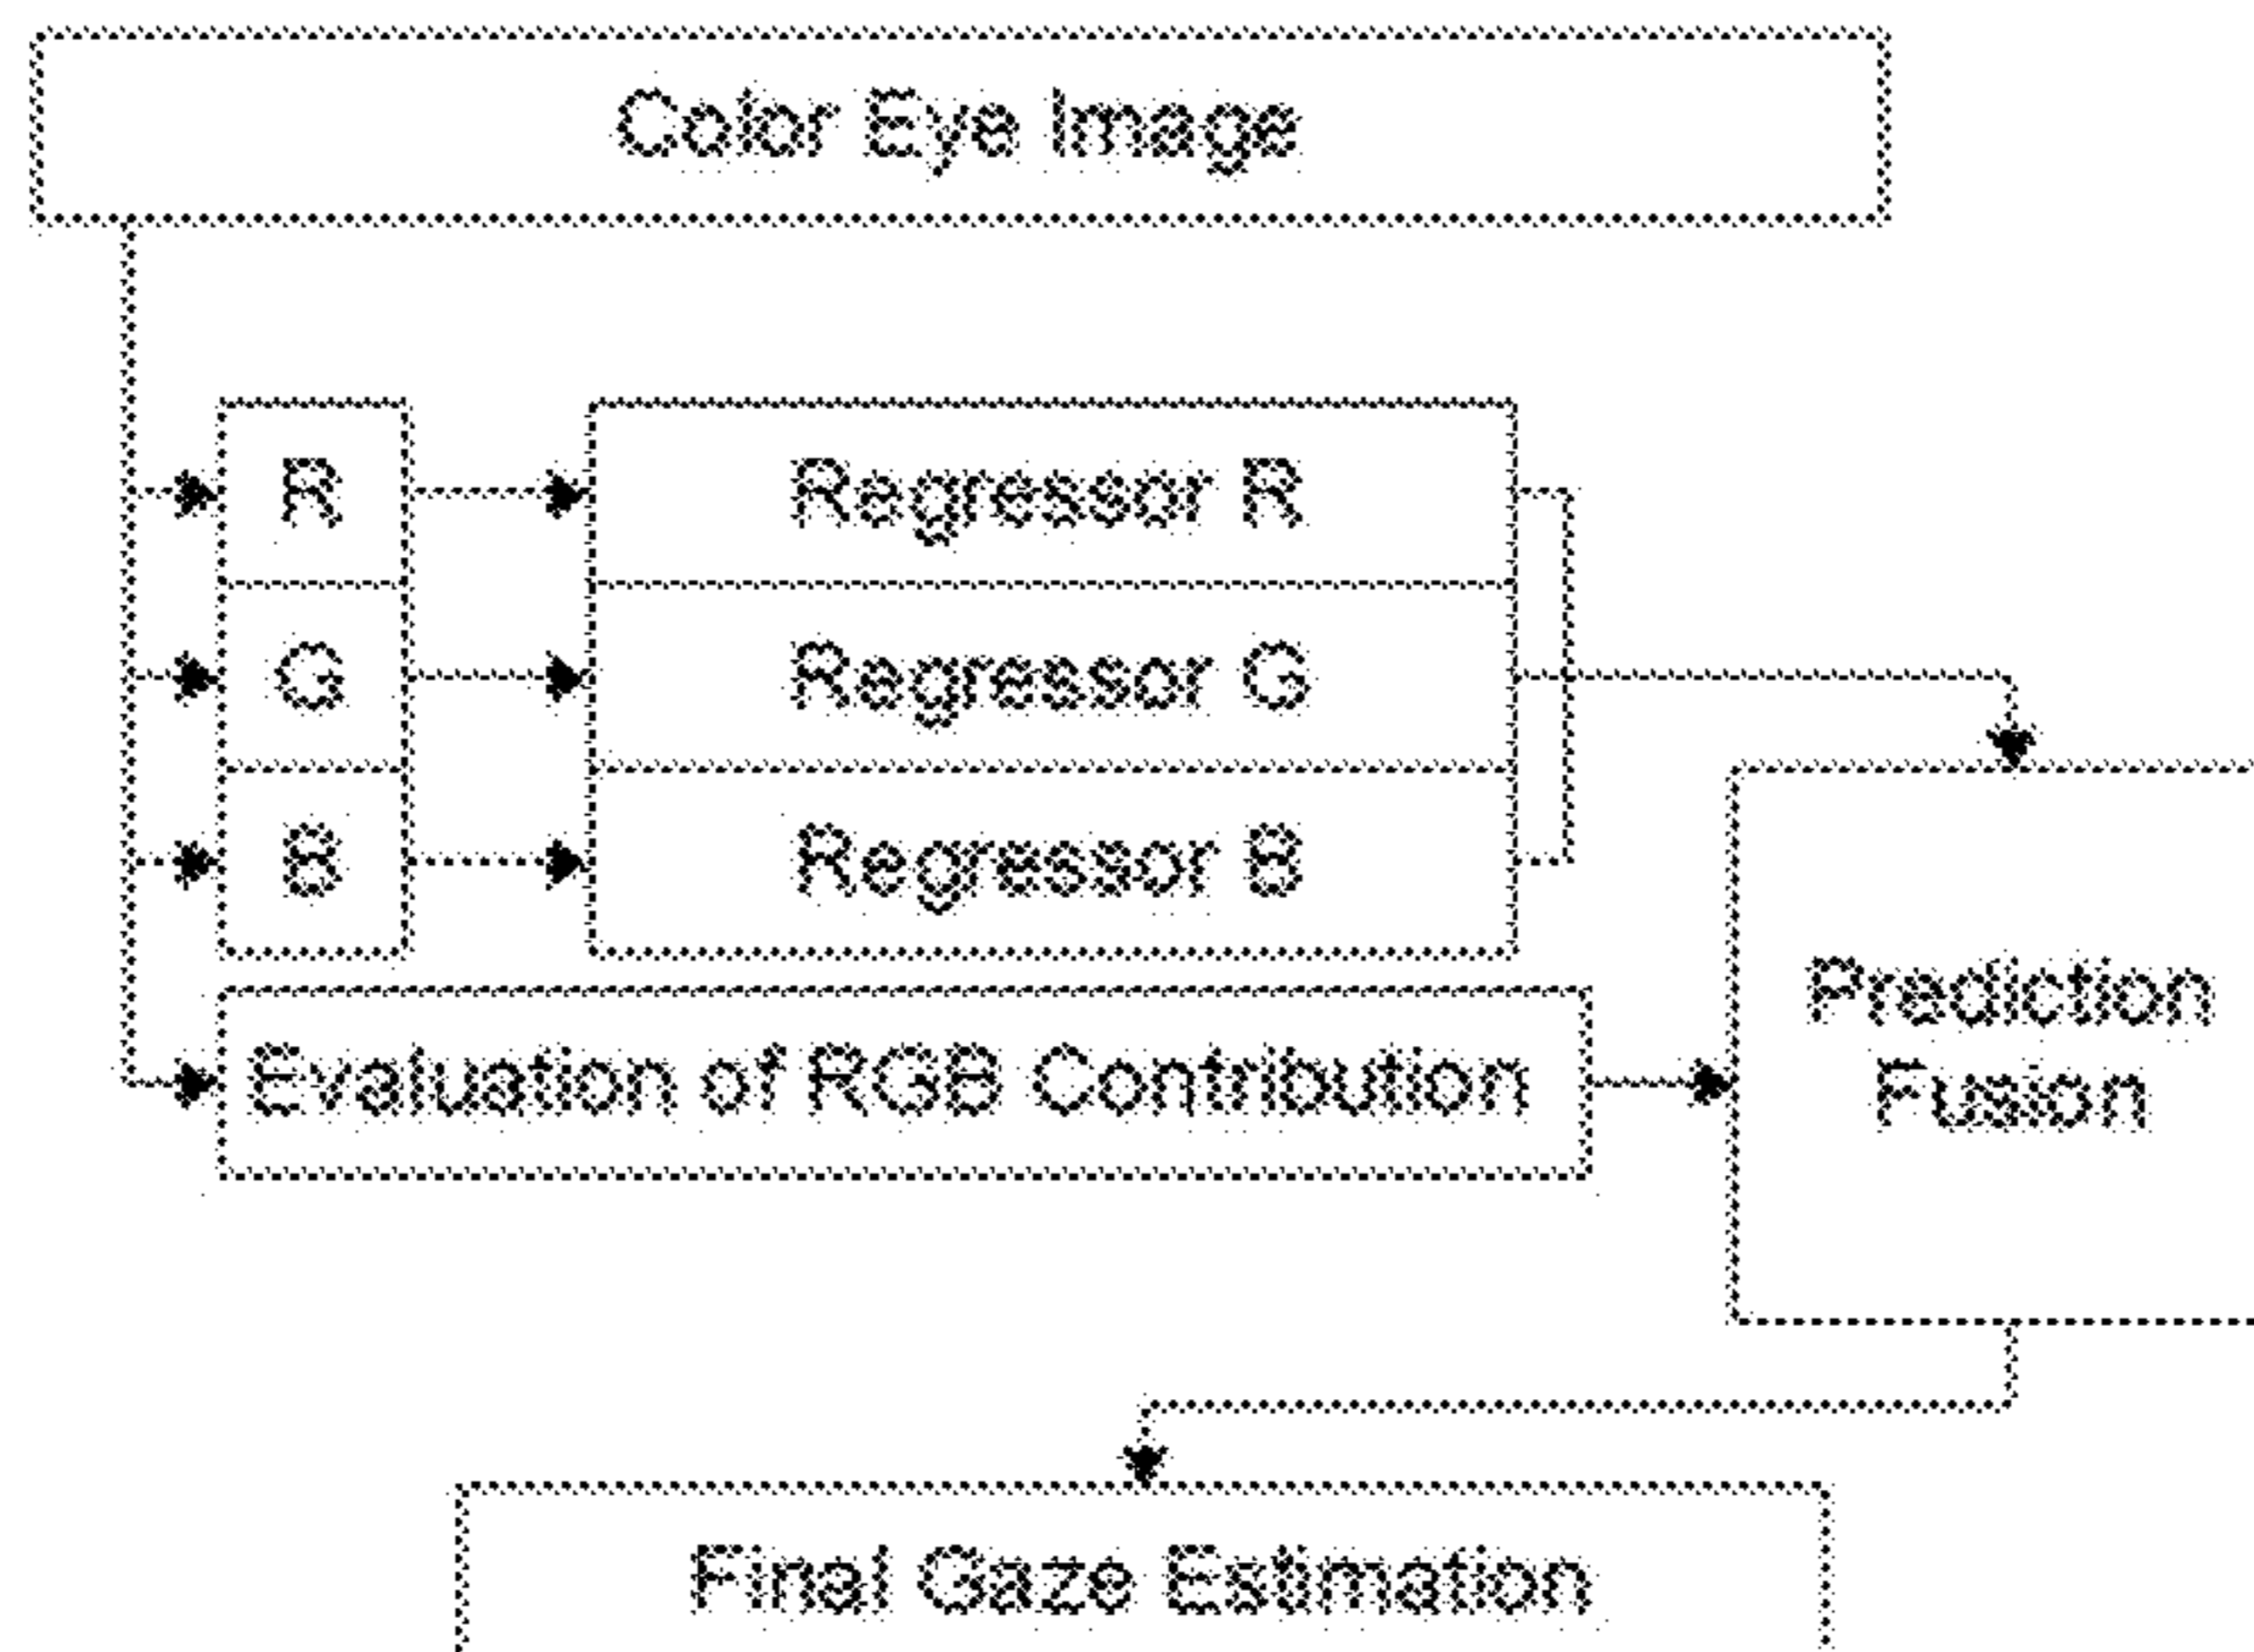 Color Eye Image
R
Regressor R
G
Regressor G
B
Regressor B
Evaluation of RGB Contribution
Prediction
Fusion
Final Gaze Estimation